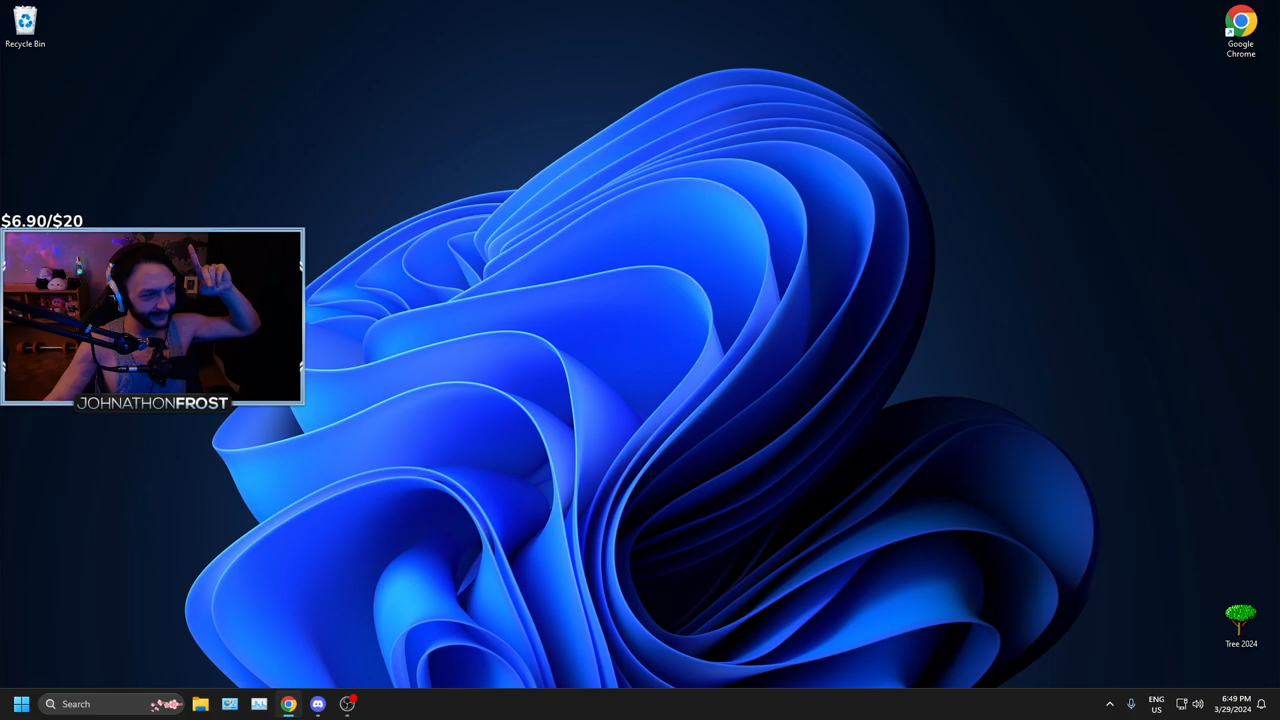 Recycle Bin
Google
Chrome
$6.90/$20
JOHNATHONFROST
Tree 2024
Search
ENG
US
6:49 PM
3/29/2024